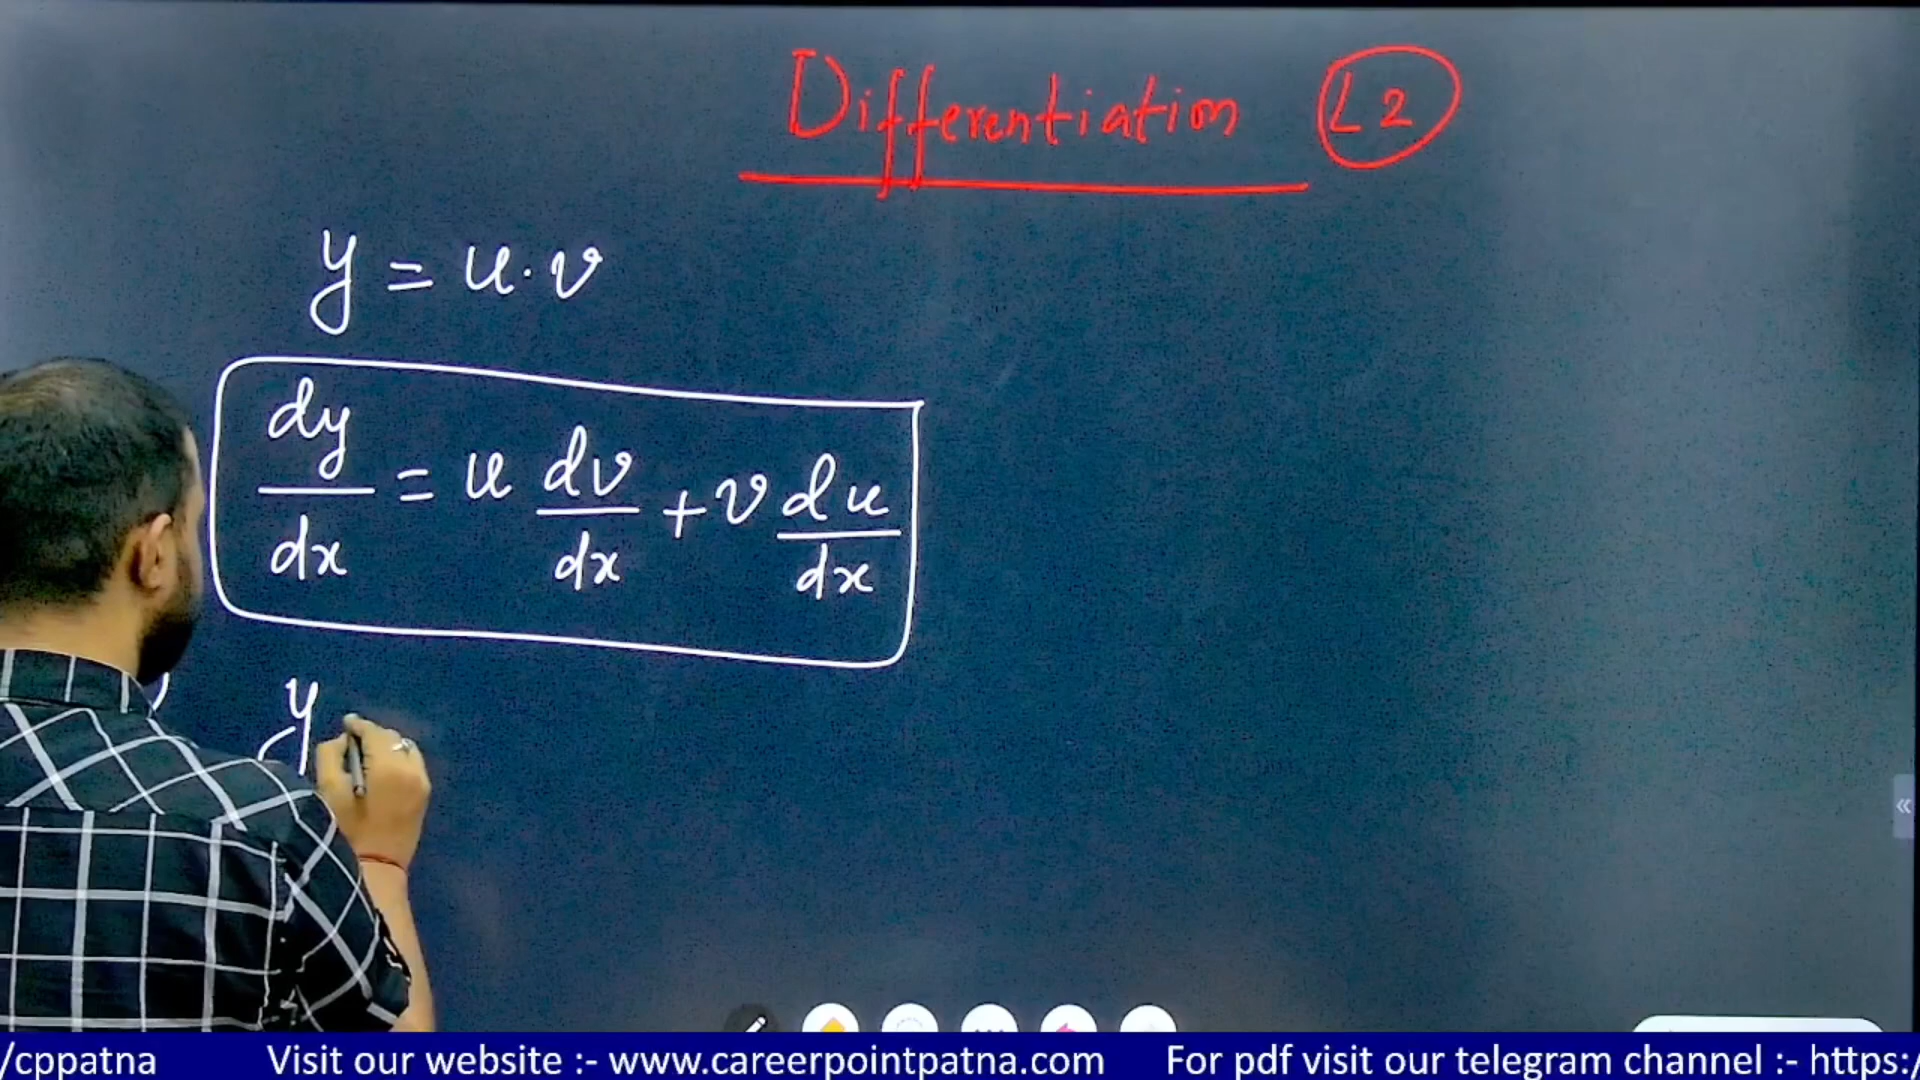 Differentiation L2
y = u · v
dy/dx = u dv/dx + v du/dx
y
/cppatna Visit our website :- www.careerpointpatna.com For pdf visit our telegram channel :- https:/